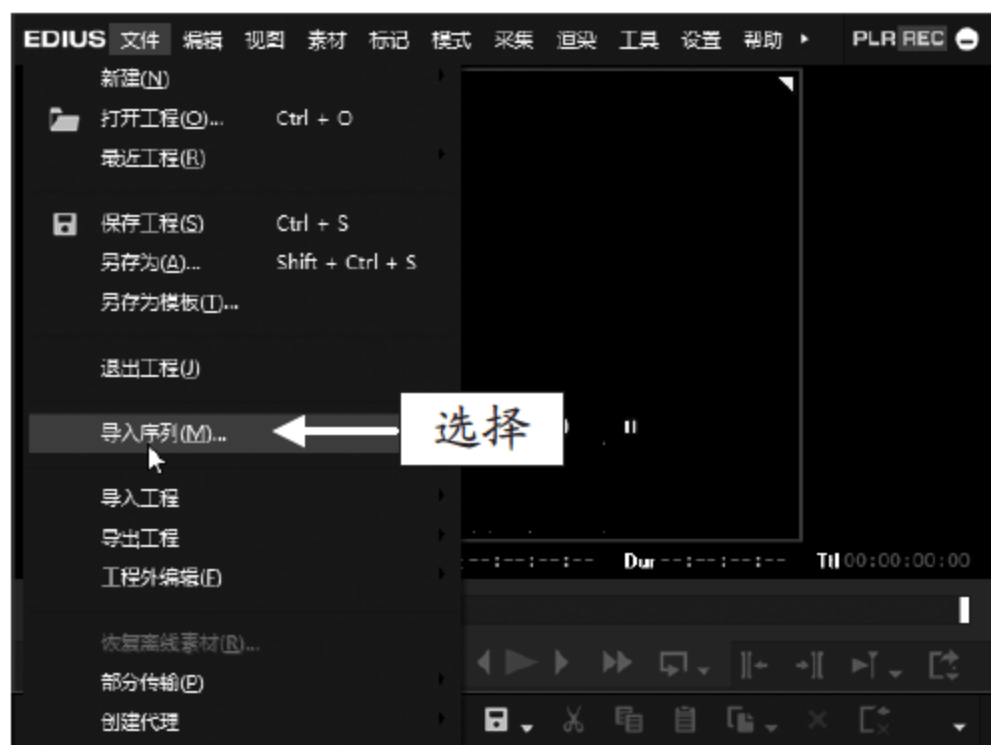 EDIUS 文件 编辑 视图 素材 标记 模式 采集 渲染 工具 设置 帮助 PLR REC
新建(N)
打开工程(O)... Ctrl + O
最近工程(R)
保存工程(S) Ctrl + S
另存为(A)... Shift + Ctrl + S
另存为模板(T)...
退出工程(J)
导入序列(M)...
选择
导入工程
导出工程
工程外编辑(F)
--:--:--:-- Dur --:--:--:-- Ttl 00:00:00:00
恢复离线素材(R)...
部分传输(P)
创建代理